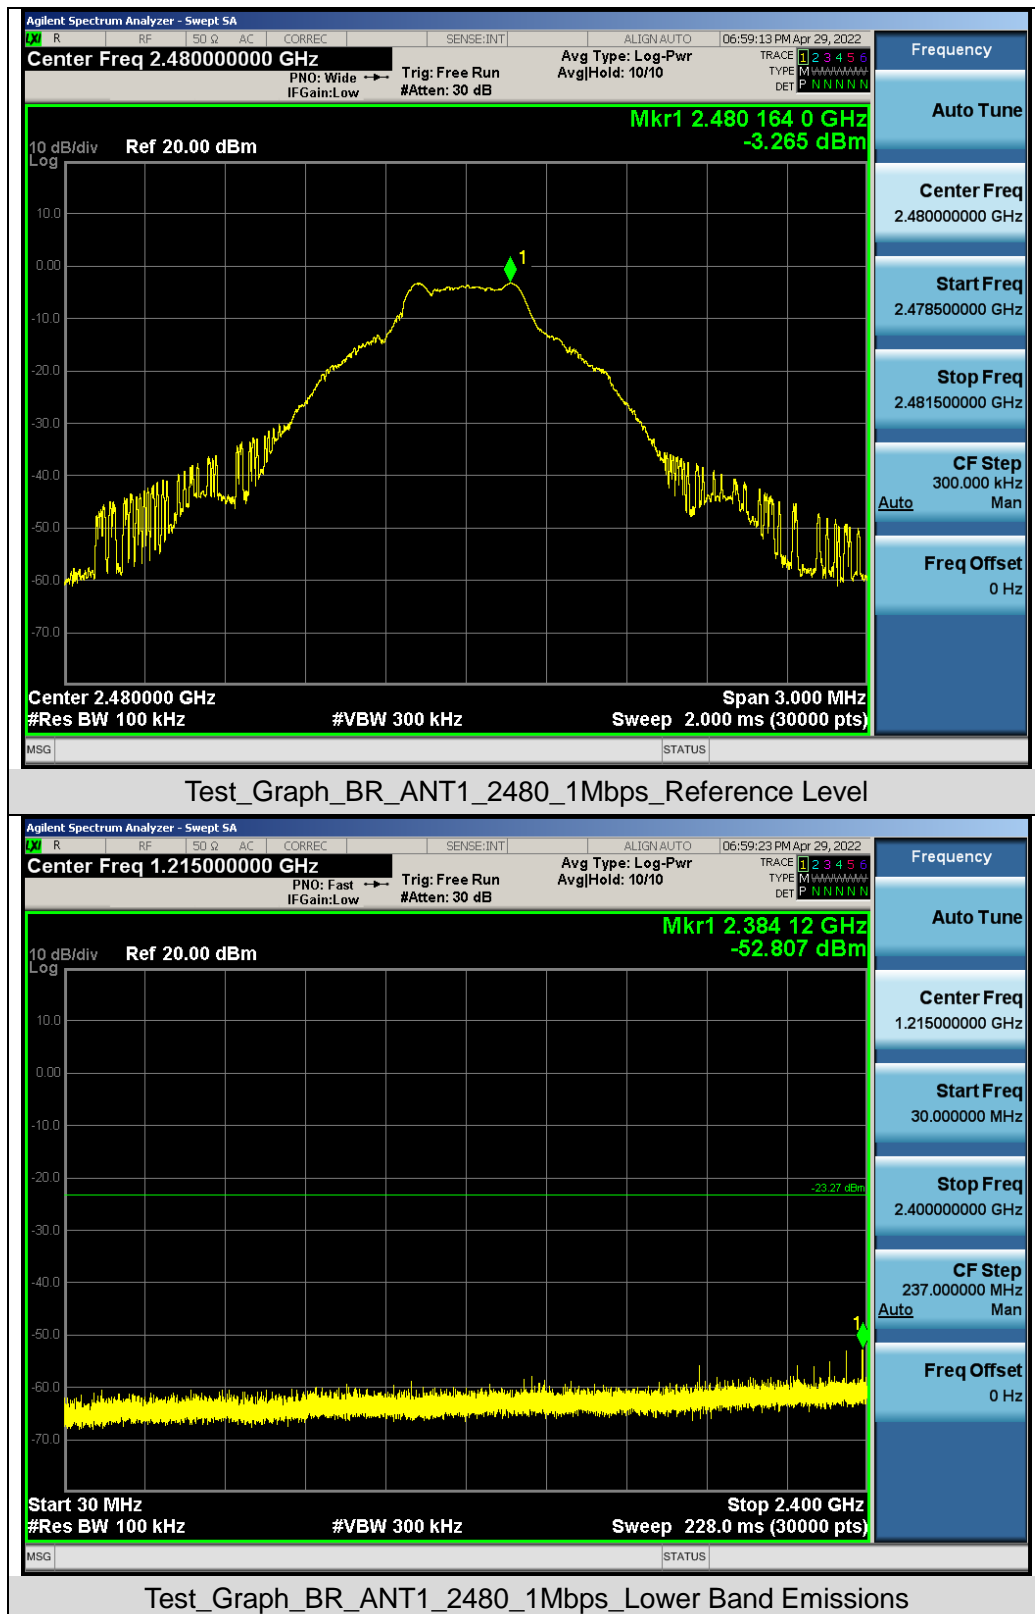 Agilent Spectrum Analyzer - Swept SA
LXI R RF 50 Ω AC CORREC SENSE:INT ALIGN AUTO 06:59:13 PM Apr 29, 2022
Center Freq 2.480000000 GHz
PNO: Wide
IFGain:Low
Trig: Free Run
#Atten: 30 dB
Avg Type: Log-Pwr
Avg|Hold: 10/10
TRACE 1 2 3 4 5 6
TYPE M
DET P N N N N N
Mkr1 2.480 164 0 GHz
-3.265 dBm
10 dB/div Ref 20.00 dBm
Log
10.0
0.00
-10.0
-20.0
-30.0
-40.0
-50.0
-60.0
-70.0
1
Center 2.480000 GHz Span 3.000 MHz
#Res BW 100 kHz #VBW 300 kHz Sweep 2.000 ms (30000 pts)
MSG STATUS
Frequency
Auto Tune
Center Freq
2.480000000 GHz
Start Freq
2.478500000 GHz
Stop Freq
2.481500000 GHz
CF Step
300.000 kHz
Auto Man
Freq Offset
0 Hz
Test_Graph_BR_ANT1_2480_1Mbps_Reference Level
Agilent Spectrum Analyzer - Swept SA
LXI R RF 50 Ω AC CORREC SENSE:INT ALIGN AUTO 06:59:23 PM Apr 29, 2022
Center Freq 1.215000000 GHz
PNO: Fast
IFGain:Low
Trig: Free Run
#Atten: 30 dB
Avg Type: Log-Pwr
Avg|Hold: 10/10
TRACE 1 2 3 4 5 6
TYPE M
DET P N N N N N
Mkr1 2.384 12 GHz
-52.807 dBm
10 dB/div Ref 20.00 dBm
Log
10.0
0.00
-10.0
-20.0
-30.0
-40.0
-50.0
-60.0
-70.0
-23.27 dBm
1
Start 30 MHz Stop 2.400 GHz
#Res BW 100 kHz #VBW 300 kHz Sweep 228.0 ms (30000 pts)
MSG STATUS
Frequency
Auto Tune
Center Freq
1.215000000 GHz
Start Freq
30.000000 MHz
Stop Freq
2.400000000 GHz
CF Step
237.000000 MHz
Auto Man
Freq Offset
0 Hz
Test_Graph_BR_ANT1_2480_1Mbps_Lower Band Emissions